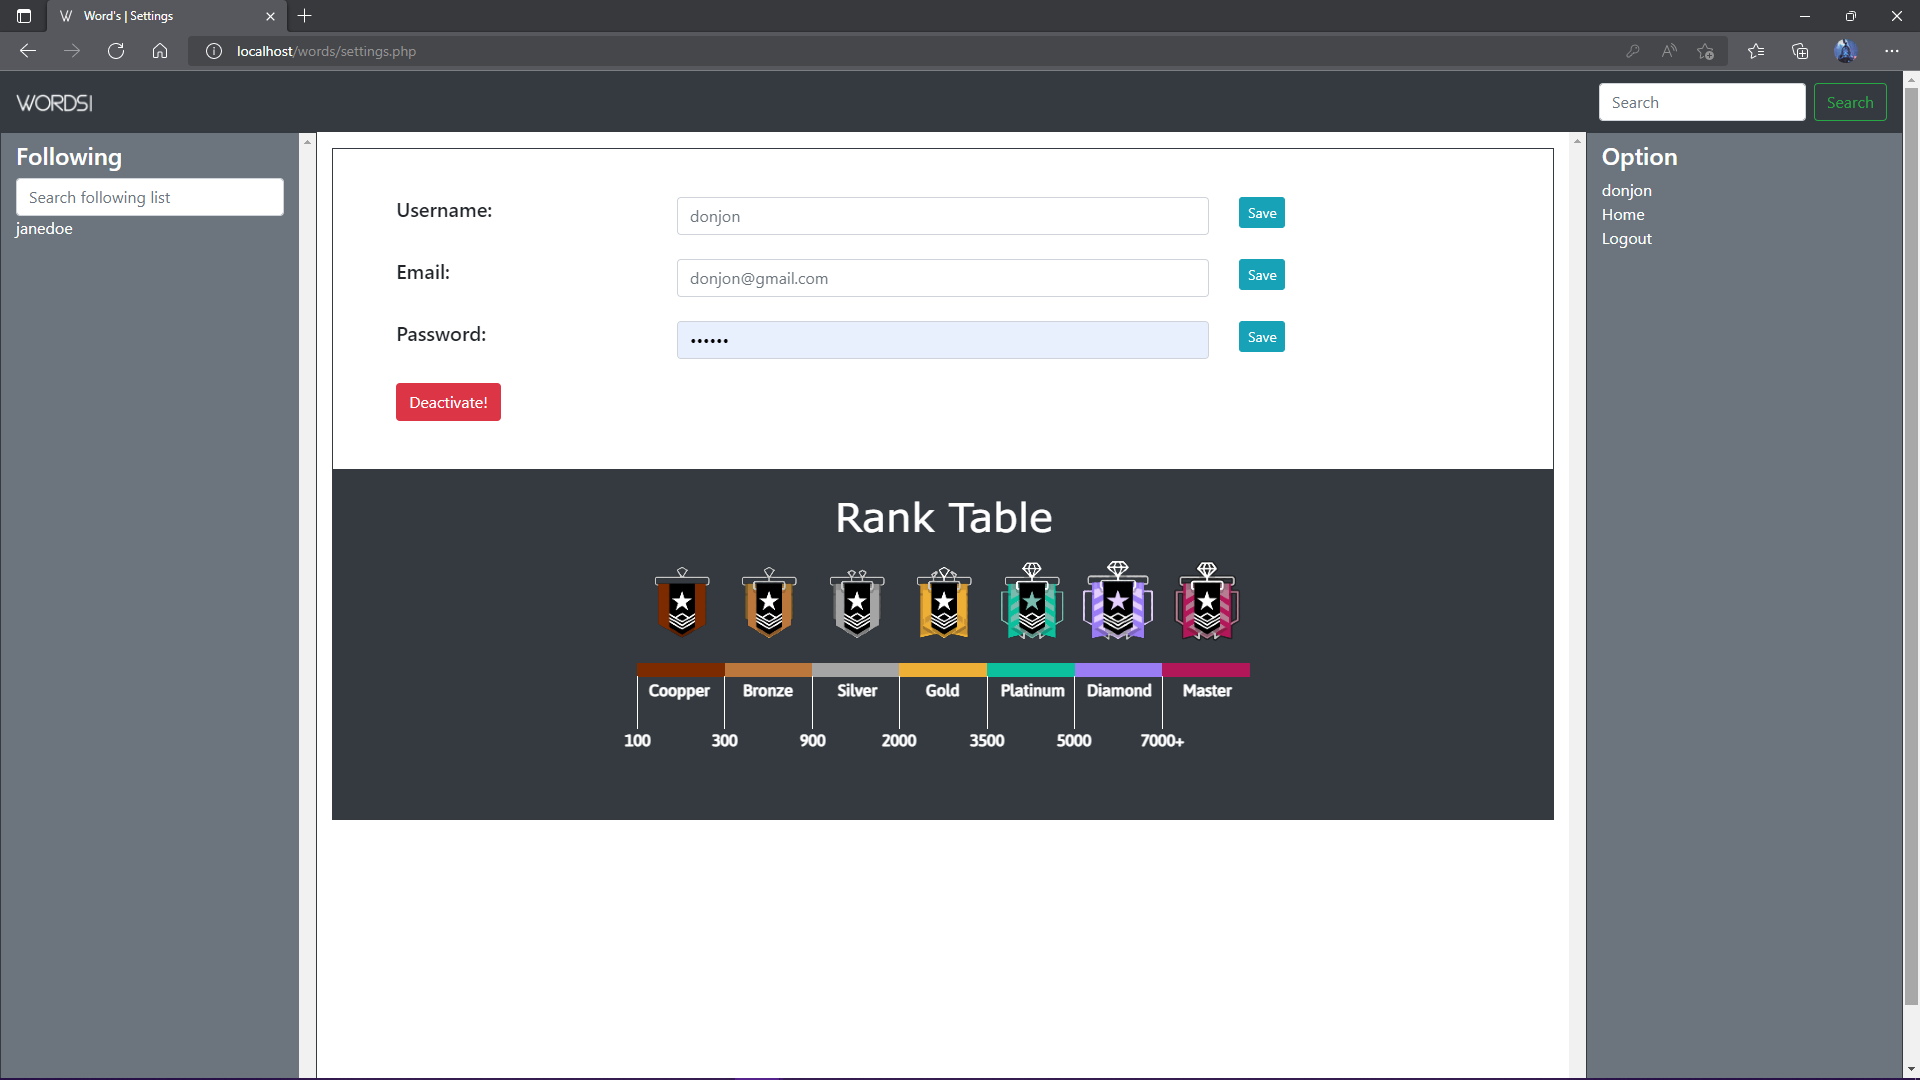 Word's | Settings
localhost/words/settings.php
WORDSI
Search
Search
Following
Search following list
janedoe
Username:
donjon
Save
Email:
donjon@gmail.com
Save
Password:
••••••
Save
Deactivate!
Rank Table
Coopper Bronze Silver Gold Platinum Diamond Master
100 300 900 2000 3500 5000 7000+
Option
donjon
Home
Logout